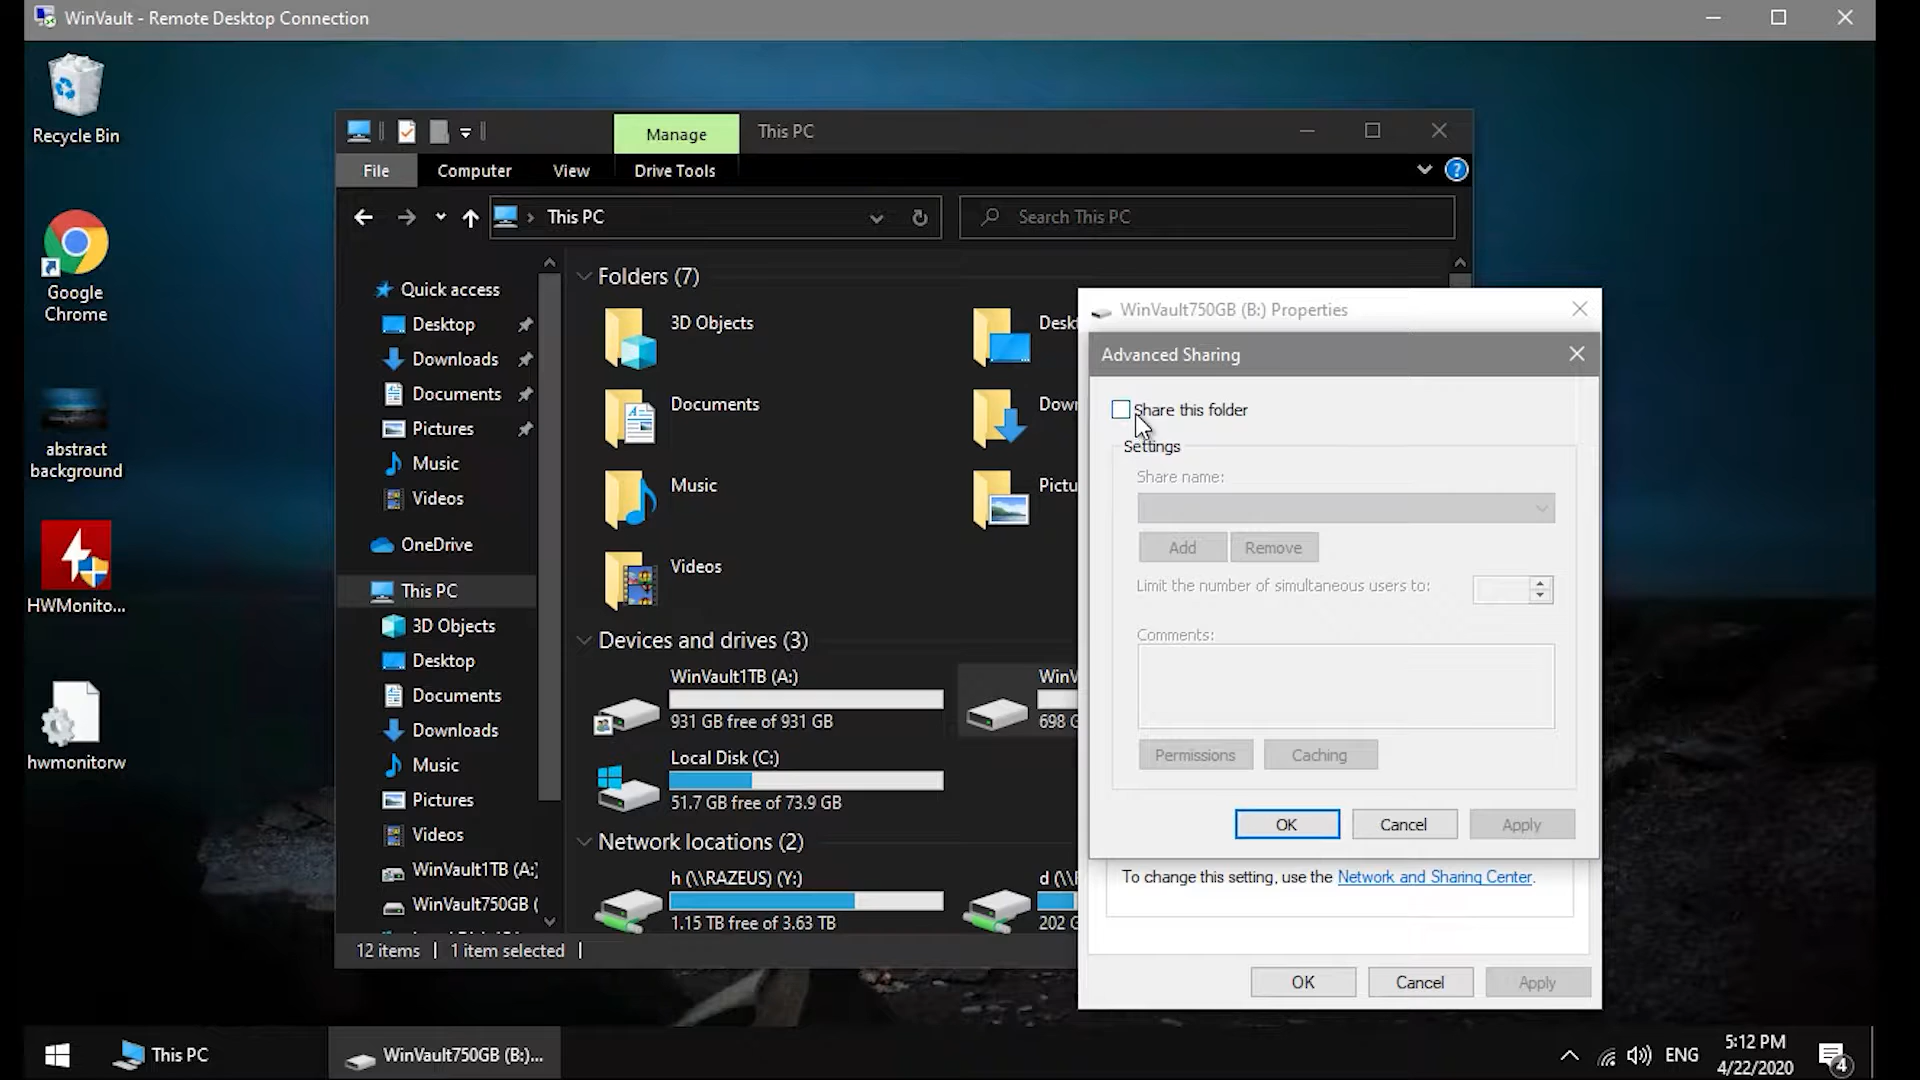 WinVault - Remote Desktop Connection
Recycle Bin
Google
Chrome
abstract
background
HWMonito...
hwmonitorw
Manage
This PC
File
Computer
View
Drive Tools
This PC
Search This PC
Quick access
Desktop
Downloads
Documents
Pictures
Music
Videos
OneDrive
This PC
3D Objects
Desktop
Documents
Downloads
Music
Pictures
Videos
WinVault1TB (A:)
WinVault750GB (
Folders (7)
3D Objects
Desk
Documents
Down
Music
Pictu
Videos
Devices and drives (3)
WinVault1TB (A:)
931 GB free of 931 GB
WinV
698 G
Local Disk (C:)
51.7 GB free of 73.9 GB
Network locations (2)
h (\\RAZEUS) (Y:)
1.15 TB free of 3.63 TB
d (\\R
202 G
12 items
1 item selected
WinVault750GB (B:) Properties
Advanced Sharing
Share this folder
Settings
Share name:
Add
Remove
Limit the number of simultaneous users to:
Comments:
Permissions
Caching
OK
Cancel
Apply
To change this setting, use the Network and Sharing Center.
OK
Cancel
Apply
This PC
WinVault750GB (B:)...
ENG
5:12 PM
4/22/2020
4